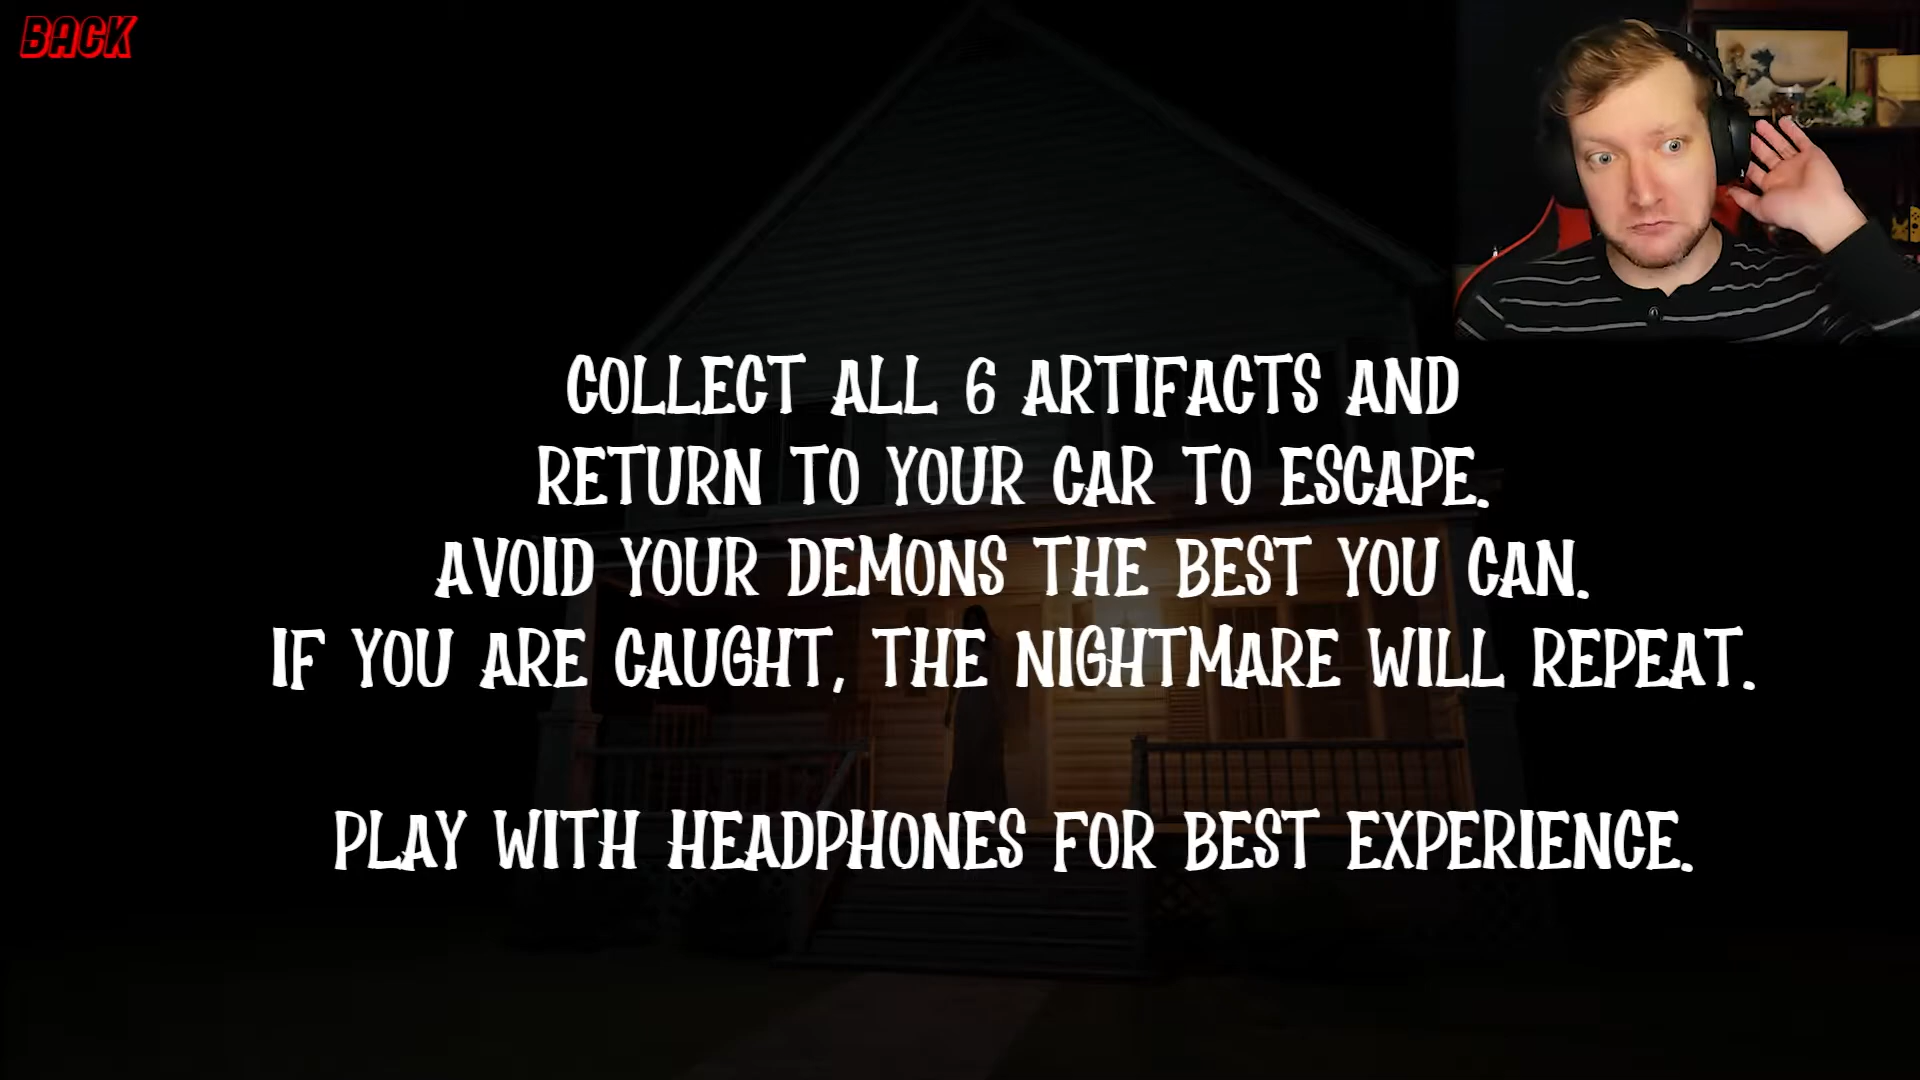 BACK
COLLECT ALL 6 ARTIFACTS AND
RETURN TO YOUR CAR TO ESCAPE.
AVOID YOUR DEMONS THE BEST YOU CAN.
IF YOU ARE CAUGHT, THE NIGHTMARE WILL REPEAT.
PLAY WITH HEADPHONES FOR BEST EXPERIENCE.